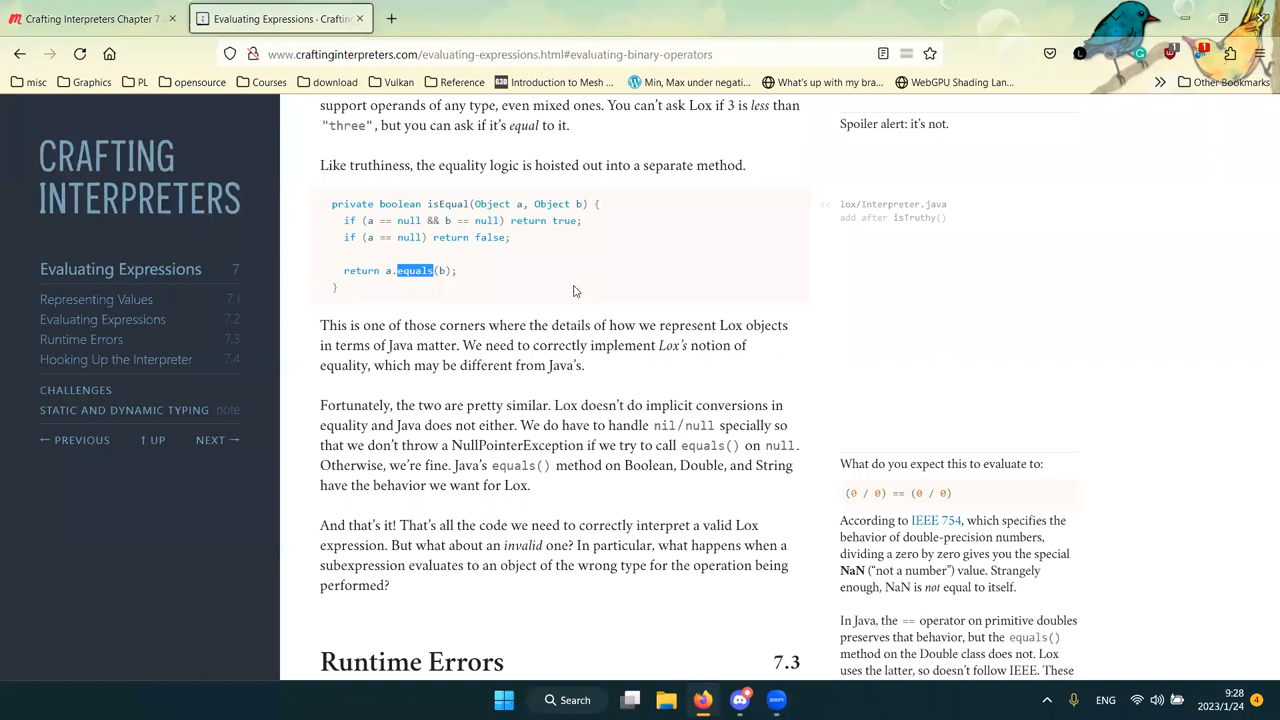 Crafting Interpreters Chapter 7 -
Evaluating Expressions · Crafting
www.craftinginterpreters.com/evaluating-expressions.html#evaluating-binary-operators
misc
Graphics
PL
opensource
Courses
download
Vulkan
Reference
Introduction to Mesh ...
Min, Max under negati...
What's up with my bra...
WebGPU Shading Lan...
Other Bookmarks
CRAFTING
INTERPRETERS
Evaluating Expressions 7
Representing Values 7.1
Evaluating Expressions 7.2
Runtime Errors 7.3
Hooking Up the Interpreter 7.4
CHALLENGES
STATIC AND DYNAMIC TYPING note
← PREVIOUS ↑ UP NEXT →
support operands of any type, even mixed ones. You can't ask Lox if 3 is less than
"three", but you can ask if it's equal to it.
Like truthiness, the equality logic is hoisted out into a separate method.
private boolean isEqual(Object a, Object b) {
if (a == null && b == null) return true;
if (a == null) return false;
return a.equals(b);
}
This is one of those corners where the details of how we represent Lox objects
in terms of Java matter. We need to correctly implement Lox's notion of
equality, which may be different from Java's.
Fortunately, the two are pretty similar. Lox doesn't do implicit conversions in
equality and Java does not either. We do have to handle nil/null specially so
that we don't throw a NullPointerException if we try to call equals() on null.
Otherwise, we're fine. Java's equals() method on Boolean, Double, and String
have the behavior we want for Lox.
And that's it! That's all the code we need to correctly interpret a valid Lox
expression. But what about an invalid one? In particular, what happens when a
subexpression evaluates to an object of the wrong type for the operation being
performed?
Runtime Errors 7.3
Spoiler alert: it's not.
<< lox/Interpreter.java
add after isTruthy()
What do you expect this to evaluate to:
(0 / 0) == (0 / 0)
According to IEEE 754, which specifies the
behavior of double-precision numbers,
dividing a zero by zero gives you the special
NaN ("not a number") value. Strangely
enough, NaN is not equal to itself.
In Java, the == operator on primitive doubles
preserves that behavior, but the equals()
method on the Double class does not. Lox
uses the latter, so doesn't follow IEEE. These
Search
ENG
9:28
2023/1/24
4